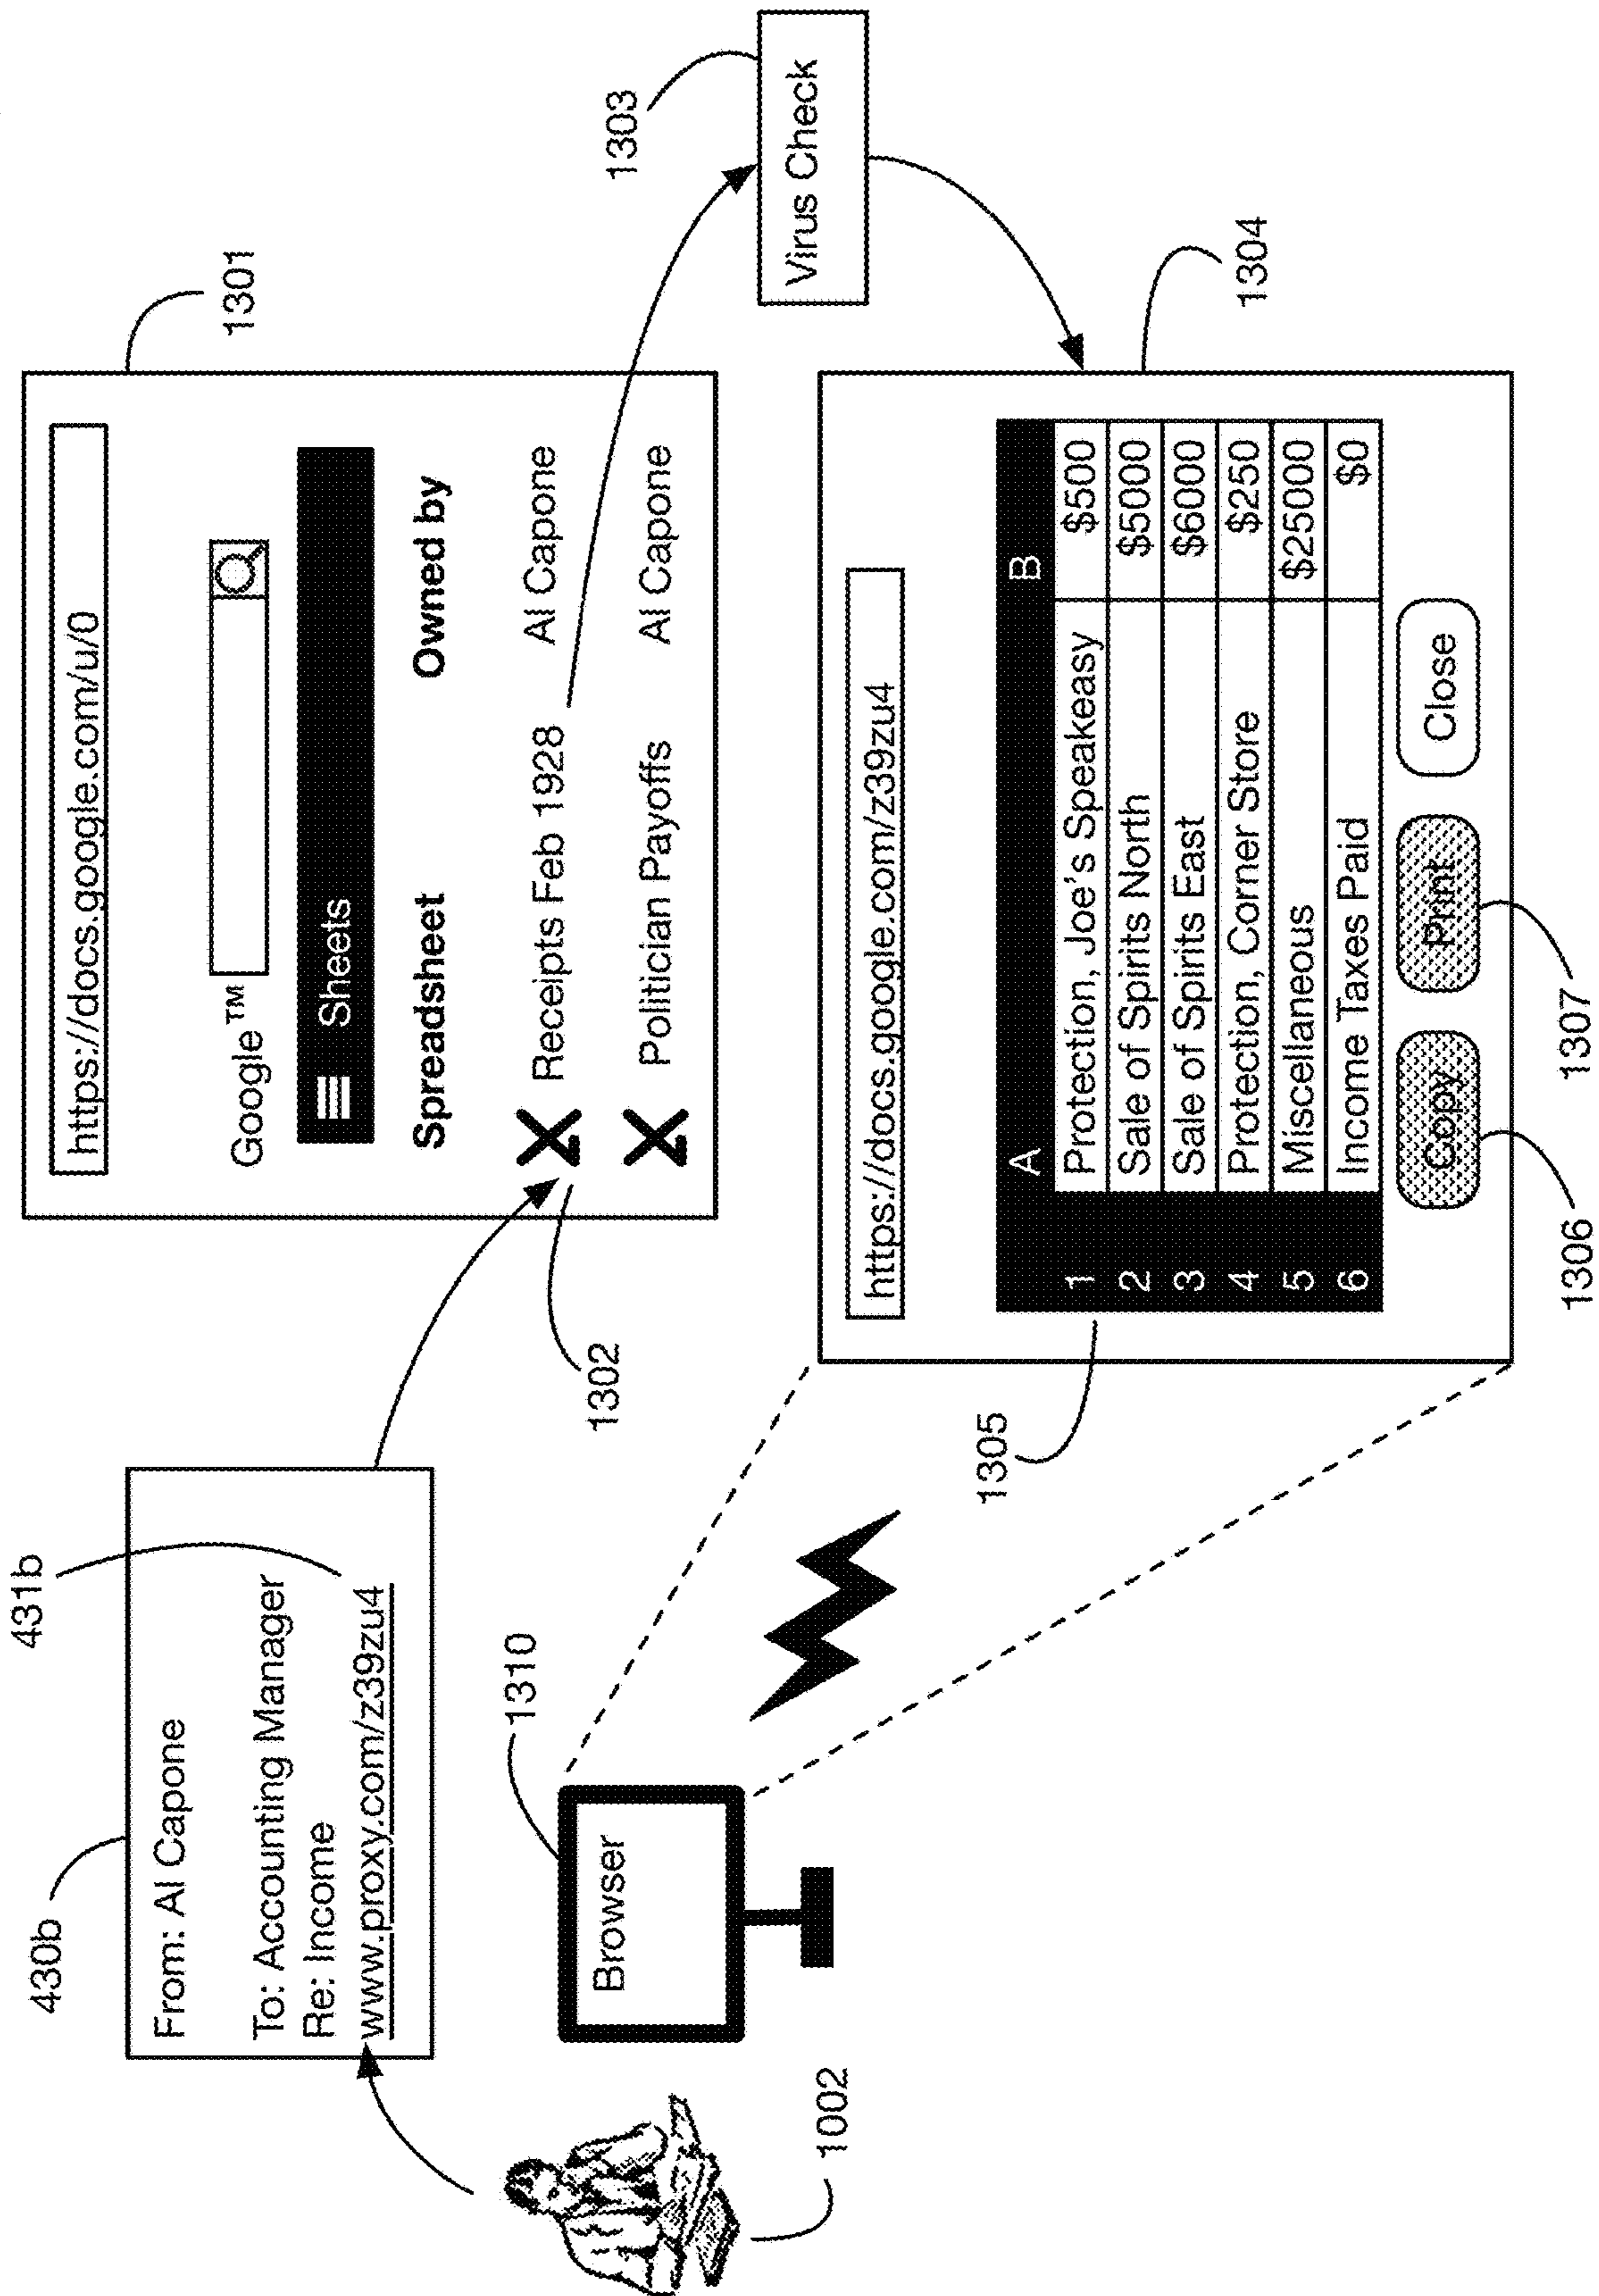 430b
431b
From: Al Capone
To: Accounting Manager
Re: Income
www.proxy.com/z39zu4
1301
https://docs.google.com/u/0
Google™
Sheets
Spreadsheet Owned by
Receipts Feb 1928 Al Capone
Politician Payoffs Al Capone
1302
1303
Virus Check
1310
Browser
1002
1304
https://docs.google.com/z39zu4
1305
A B
1 Protection, Joe's Speakeasy $500
2 Sale of Spirits North $5000
3 Sale of Spirits East $6000
4 Protection, Corner Store $250
5 Miscellaneous $25000
6 Income Taxes Paid $0
Copy Print Close
1306
1307